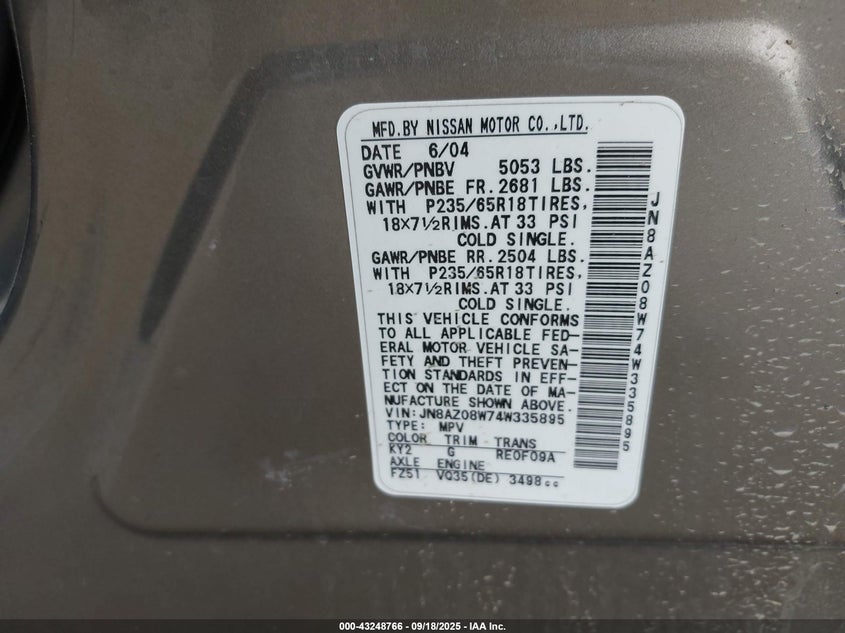 MFD.BY NISSAN MOTOR CO.,LTD.
DATE 6/04
GVWR/PNBV 5053 LBS.
GAWR/PNBE FR. 2681 LBS.
WITH P235/65R18TIRES,
18×7½RIMS.AT 33 PSI
COLD SINGLE.
GAWR/PNBE RR. 2504 LBS.
WITH P235/65R18TIRES,
18×7½RIMS.AT 33 PSI
COLD SINGLE.
THIS VEHICLE CONFORMS
TO ALL APPLICABLE FED-
ERAL MOTOR VEHICLE SA-
FETY AND THEFT PREVEN-
TION STANDARDS IN EFF-
ECT ON THE DATE OF MA-
NUFACTURE SHOWN ABOVE.
VIN:JN8AZ08W74W335895
TYPE: MPV
COLOR TRIM TRANS
KY2 G RE0F09A
AXLE ENGINE
FZ51 VQ35(DE) 3498cc
JN8AZ08W74W335895
000-43248766 - 09/18/2025 - IAA Inc.